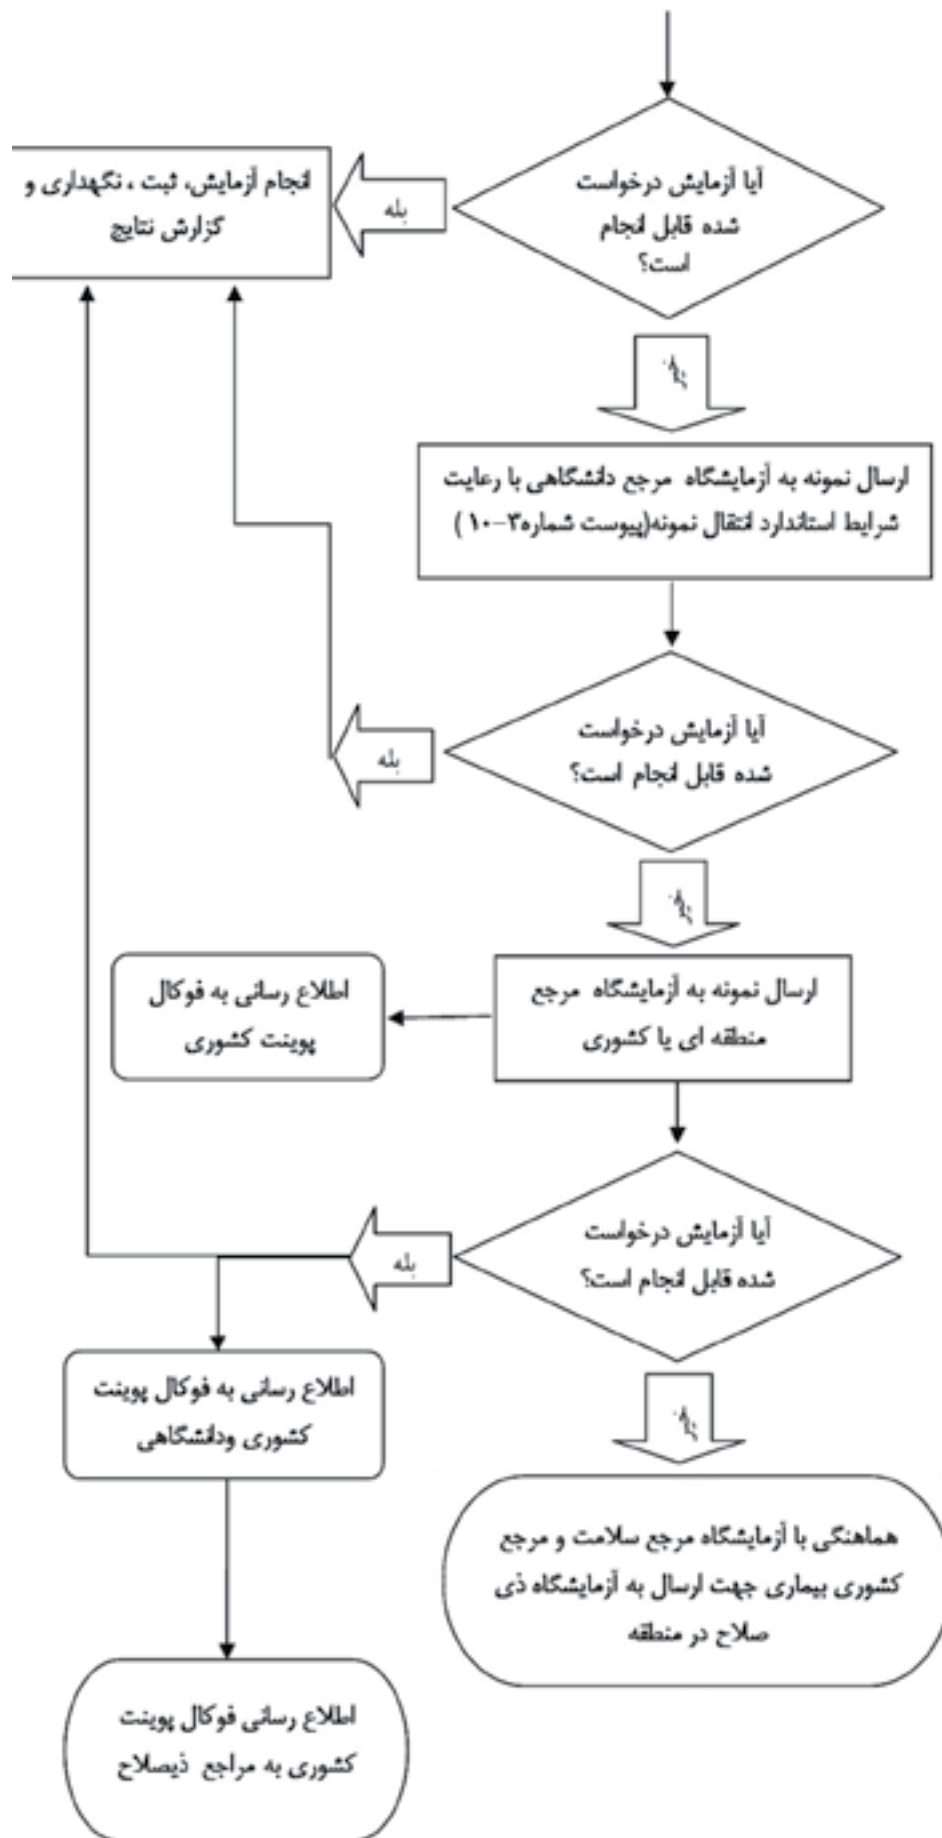 آیا آزمایش درخواست
شده قابل انجام
است؟
بله
انجام آزمایش، ثبت ، نگهداری و
گزارش نتایج
خیر
ارسال نمونه به آزمایشگاه مرجع دانشگاهی با رعایت
شرایط استاندارد انتقال نمونه(پیوست شماره۳-۱۰ )
آیا آزمایش درخواست
شده قابل انجام است؟
بله
خیر
ارسال نمونه به آزمایشگاه مرجع
منطقه ای یا کشوری
اطلاع رسانی به فوکال
پوینت کشوری
آیا آزمایش درخواست
شده قابل انجام است؟
بله
اطلاع رسانی به فوکال پوینت
کشوری ودانشگاهی
خیر
هماهنگی با آزمایشگاه مرجع سلامت و مرجع
کشوری بیماری جهت ارسال به آزمایشگاه ذی
صلاح در منطقه
اطلاع رسانی فوکال پوینت
کشوری به مراجع ذیصلاح